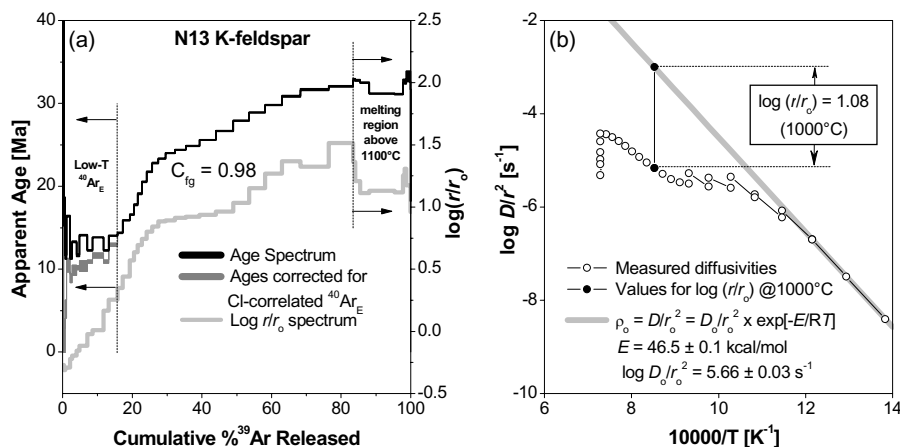 (a)
N13 K-feldspar
40
30
20
10
0
Apparent Age [Ma]
2.5
2.0
1.5
1.0
0.5
0.0
-0.5
log(r/rₒ)
Low-T
⁴⁰Ar_E
C_fg = 0.98
melting
region
above
1100°C
Age Spectrum
Ages corrected for
Cl-correlated ⁴⁰Ar_E
Log r/rₒ spectrum
0 20 40 60 80 100
Cumulative %³⁹Ar Released
(b)
-2
-4
-6
-8
-10
log D/r² [s⁻¹]
log (r/rₒ) = 1.08
(1000°C)
Measured diffusivities
Values for log (r/rₒ) @1000°C
ρₒ = D/rₒ² = Dₒ/rₒ² x exp[-E/RT]
E = 46.5 ± 0.1 kcal/mol
log Dₒ/rₒ² = 5.66 ± 0.03 s⁻¹
6 8 10 12 14
10000/T [K⁻¹]